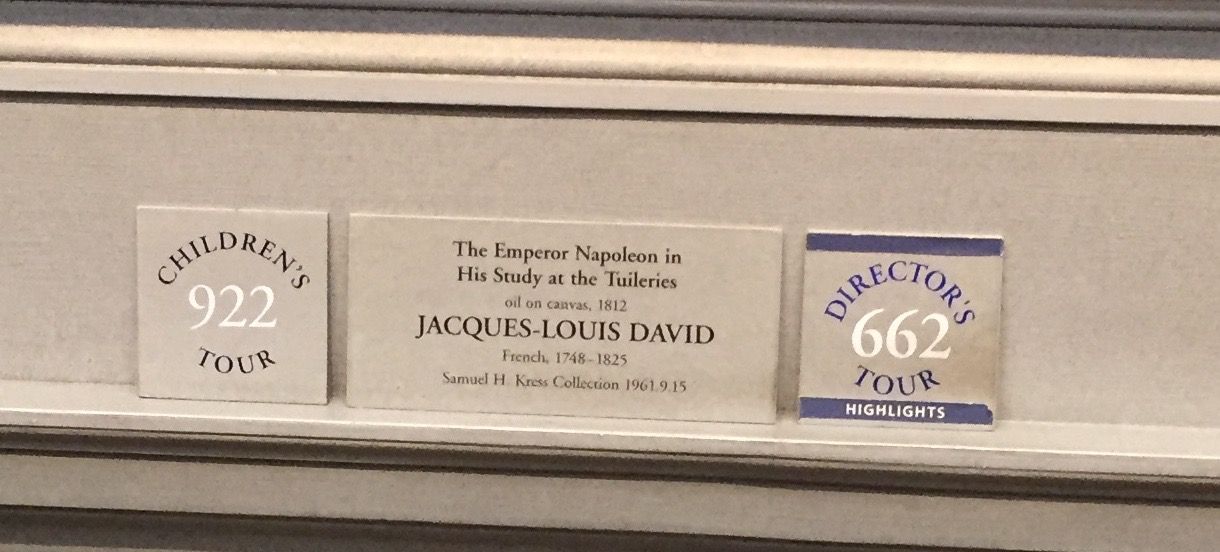 CHILDREN'S
922
TOUR
The Emperor Napoleon in
His Study at the Tuileries
oil on canvas, 1812
JACQUES-LOUIS DAVID
French, 1748-1825
Samuel H. Kress Collection 1961.9.15
DIRECTOR'S
662
TOUR
HIGHLIGHTS